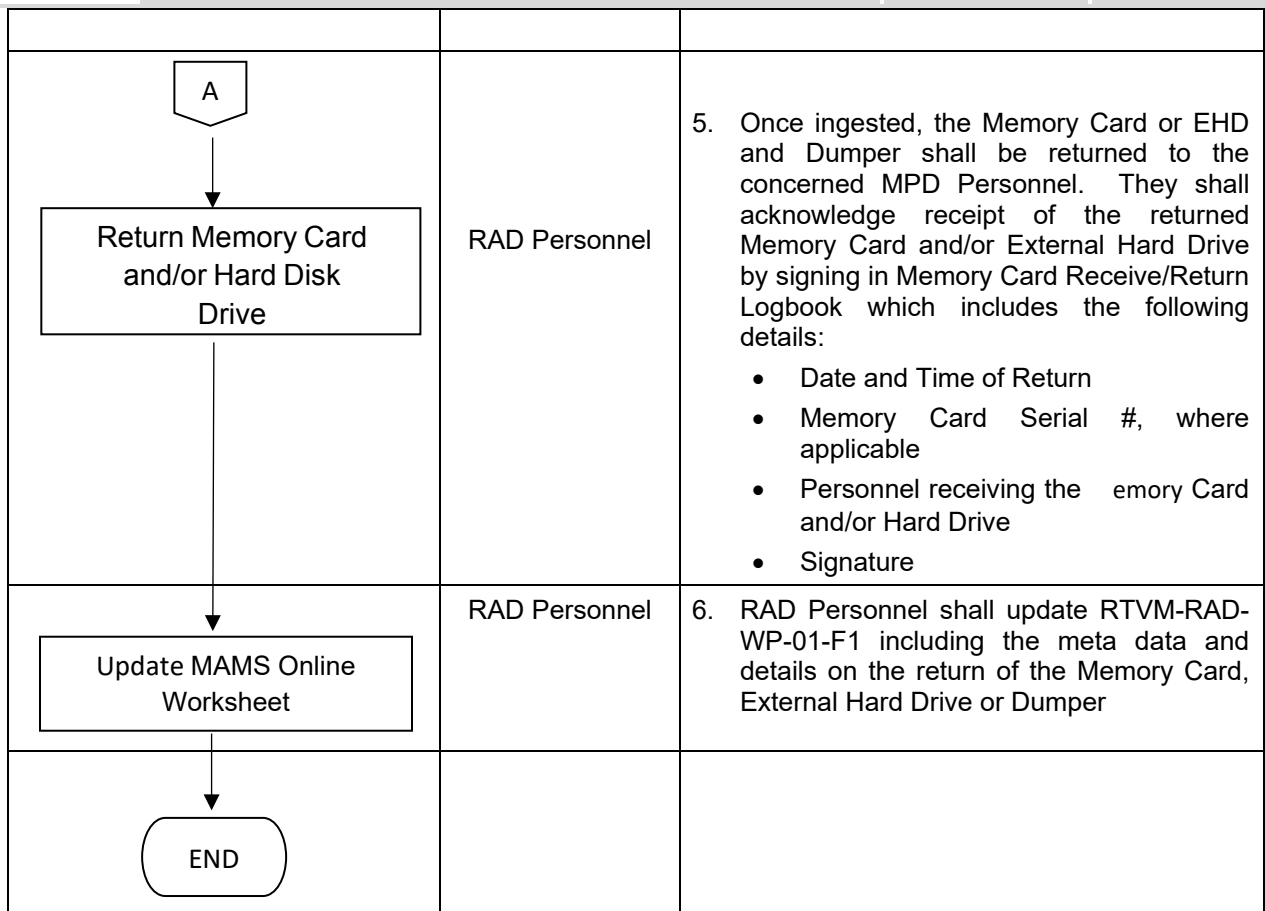 A
Return Memory Card
and/or Hard Disk
Drive
RAD Personnel
5. Once ingested, the Memory Card or EHD
and Dumper shall be returned to the
concerned MPD Personnel. They shall
acknowledge receipt of the returned
Memory Card and/or External Hard Drive
by signing in Memory Card Receive/Return
Logbook which includes the following
details:
• Date and Time of Return
• Memory Card Serial #, where
applicable
• Personnel receiving the emory Card
and/or Hard Drive
• Signature
Update MAMS Online
Worksheet
RAD Personnel
6. RAD Personnel shall update RTVM-RAD-
WP-01-F1 including the meta data and
details on the return of the Memory Card,
External Hard Drive or Dumper
END